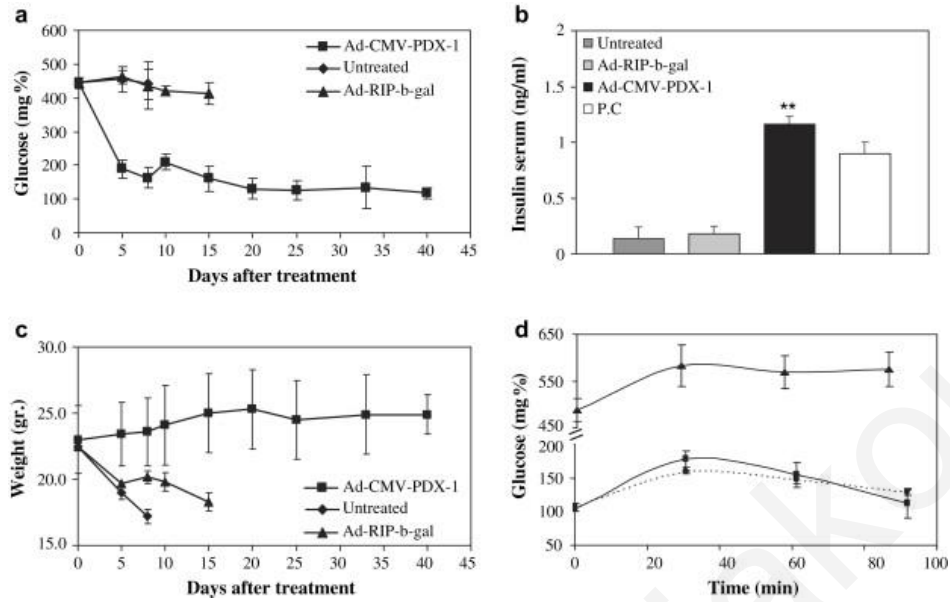 a
600
500
400
300
200
100
0
Glucose (mg %)
Ad-CMV-PDX-1
Untreated
Ad-RIP-b-gal
0 5 10 15 20 25 30 35 40 45
Days after treatment
b
2
1.5
1
0.5
0
Insulin serum (ng/ml)
Untreated
Ad-RIP-b-gal
Ad-CMV-PDX-1
P.C
**
c
30.0
25.0
20.0
15.0
Weight (gr.)
Ad-CMV-PDX-1
Untreated
Ad-RIP-b-gal
0 5 10 15 20 25 30 35 40 45
Days after treatment
d
650
550
450
200
150
100
50
Glucose (mg %)
0 20 40 60 80 100
Time (min)